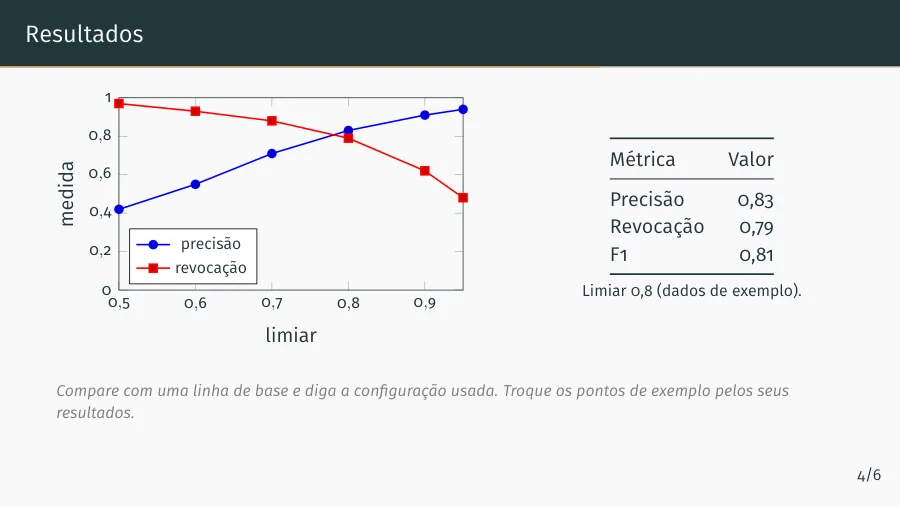 Resultados
1
0,8
0,6
0,4
0,2
0
medida
0,5 0,6 0,7 0,8 0,9
limiar
precisão
revocação
Métrica Valor
Precisão 0,83
Revocação 0,79
F1 0,81
Limiar 0,8 (dados de exemplo).
Compare com uma linha de base e diga a configuração usada. Troque os pontos de exemplo pelos seus
resultados.
4/6